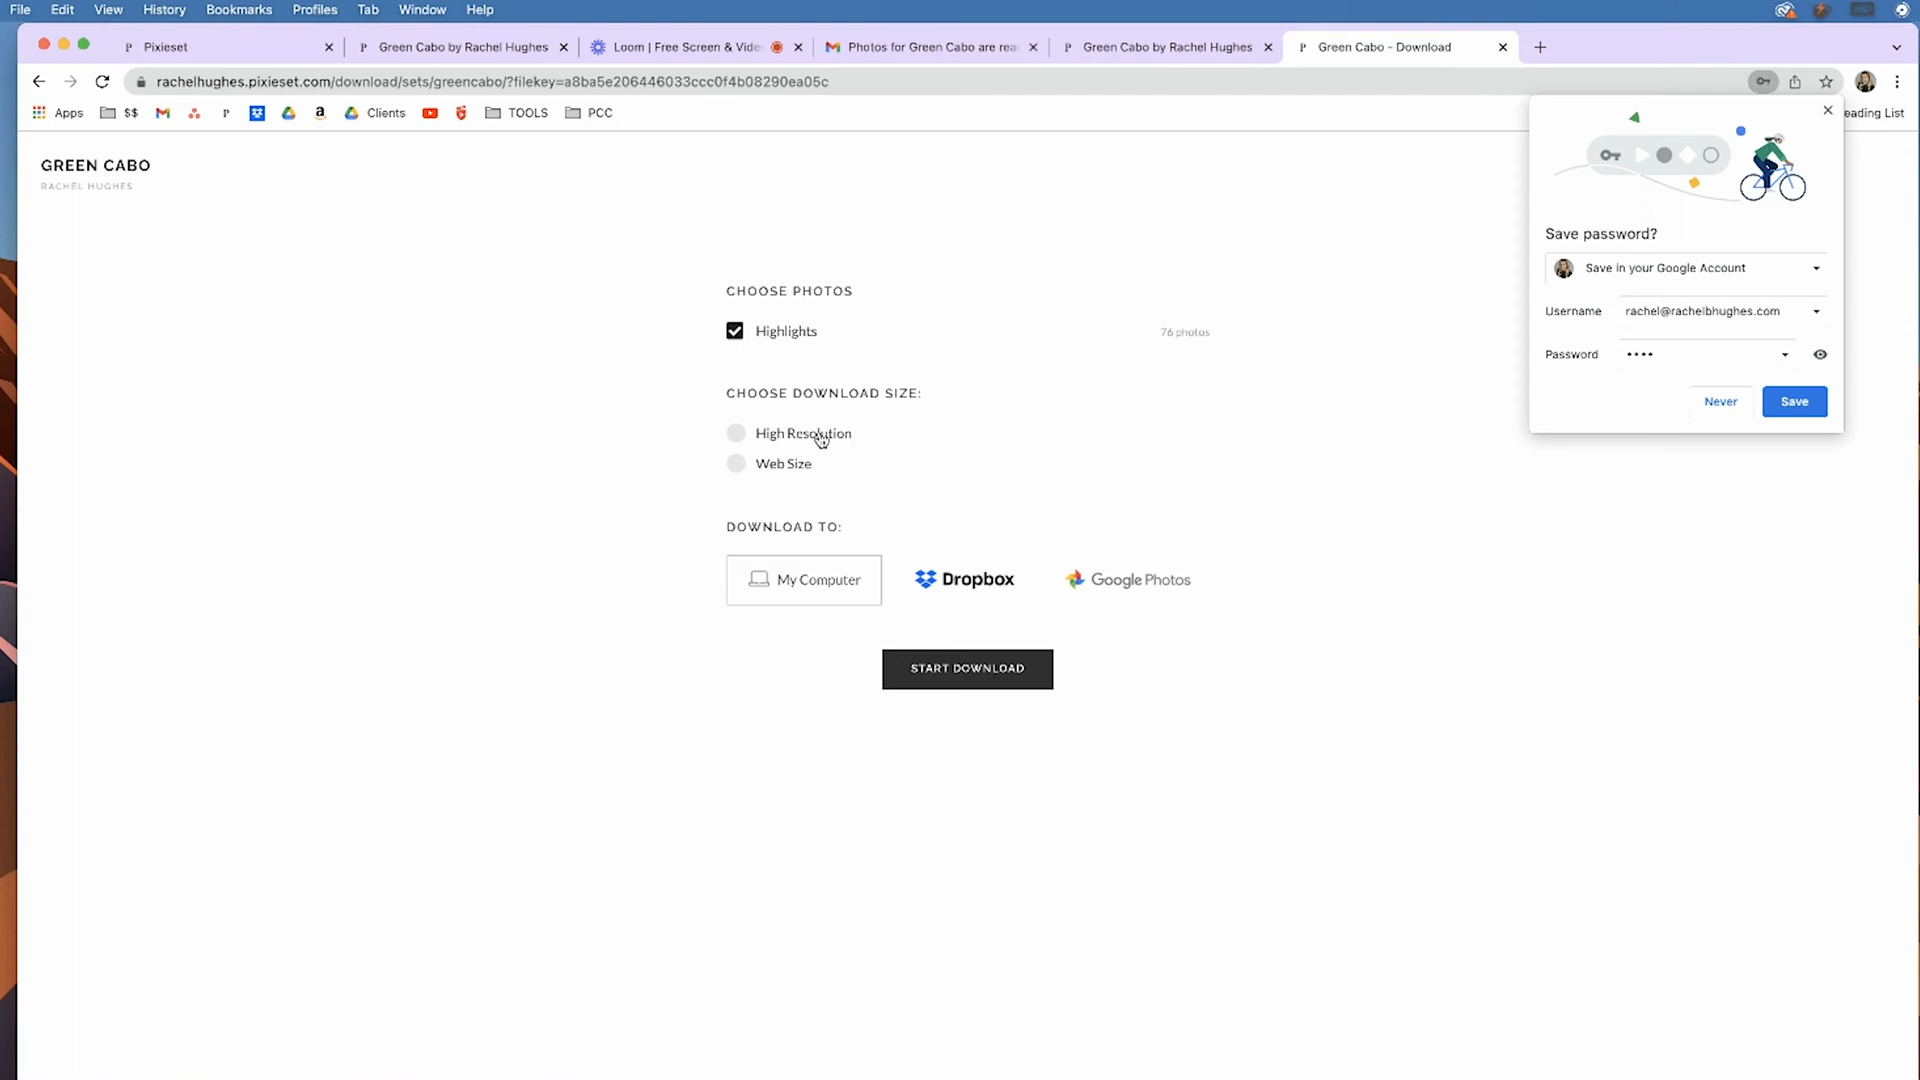 File Edit View History Bookmarks Profiles Tab Window Help
Pixieset
Green Cabo by Rachel Hughes
Loom | Free Screen & Vide
Photos for Green Cabo are rea
Green Cabo by Rachel Hughes
Green Cabo - Download
rachelhughes.pixieset.com/download/sets/greencabo/?filekey=a8ba5e206446033ccc0f4b08290ea05c
Apps $$ Clients TOOLS PCC eading List
GREEN CABO
RACHEL HUGHES
CHOOSE PHOTOS
Highlights 76 photos
CHOOSE DOWNLOAD SIZE:
High Resolution
Web Size
DOWNLOAD TO:
My Computer Dropbox Google Photos
START DOWNLOAD
Save password?
Save in your Google Account
Username rachel@rachelbhughes.com
Password ••••
Never Save